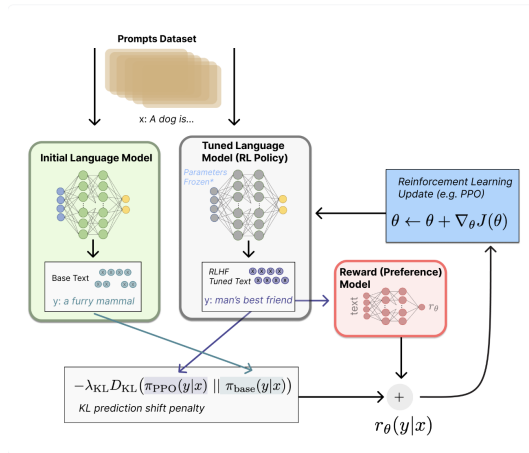 Prompts Dataset
x: A dog is...
Initial Language Model
Tuned Language
Model (RL Policy)
Parameters
Frozen*
Reinforcement Learning
Update (e.g. PPO)
θ ← θ + ∇θJ(θ)
Base Text
y: a furry mammal
RLHF
Tuned Text
y: man's best friend
Reward (Preference)
Model
text
rθ
−λKLDKL(πPPO(y|x) || πbase(y|x))
KL prediction shift penalty
+
rθ(y|x)